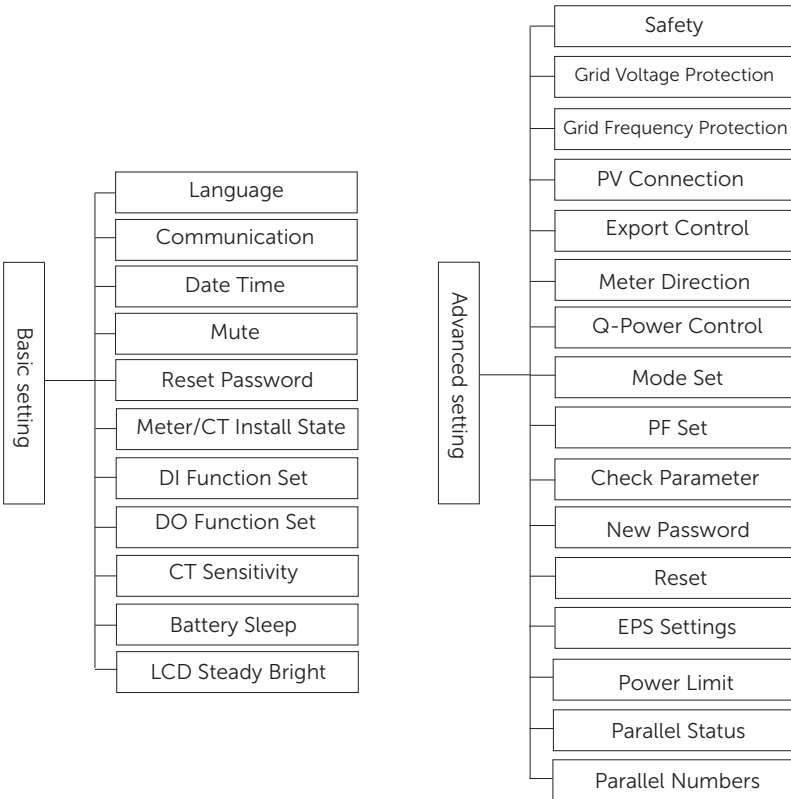 Basic setting
Language
Communication
Date Time
Mute
Reset Password
Meter/CT Install State
DI Function Set
DO Function Set
CT Sensitivity
Battery Sleep
LCD Steady Bright
Advanced setting
Safety
Grid Voltage Protection
Grid Frequency Protection
PV Connection
Export Control
Meter Direction
Q-Power Control
Mode Set
PF Set
Check Parameter
New Password
Reset
EPS Settings
Power Limit
Parallel Status
Parallel Numbers